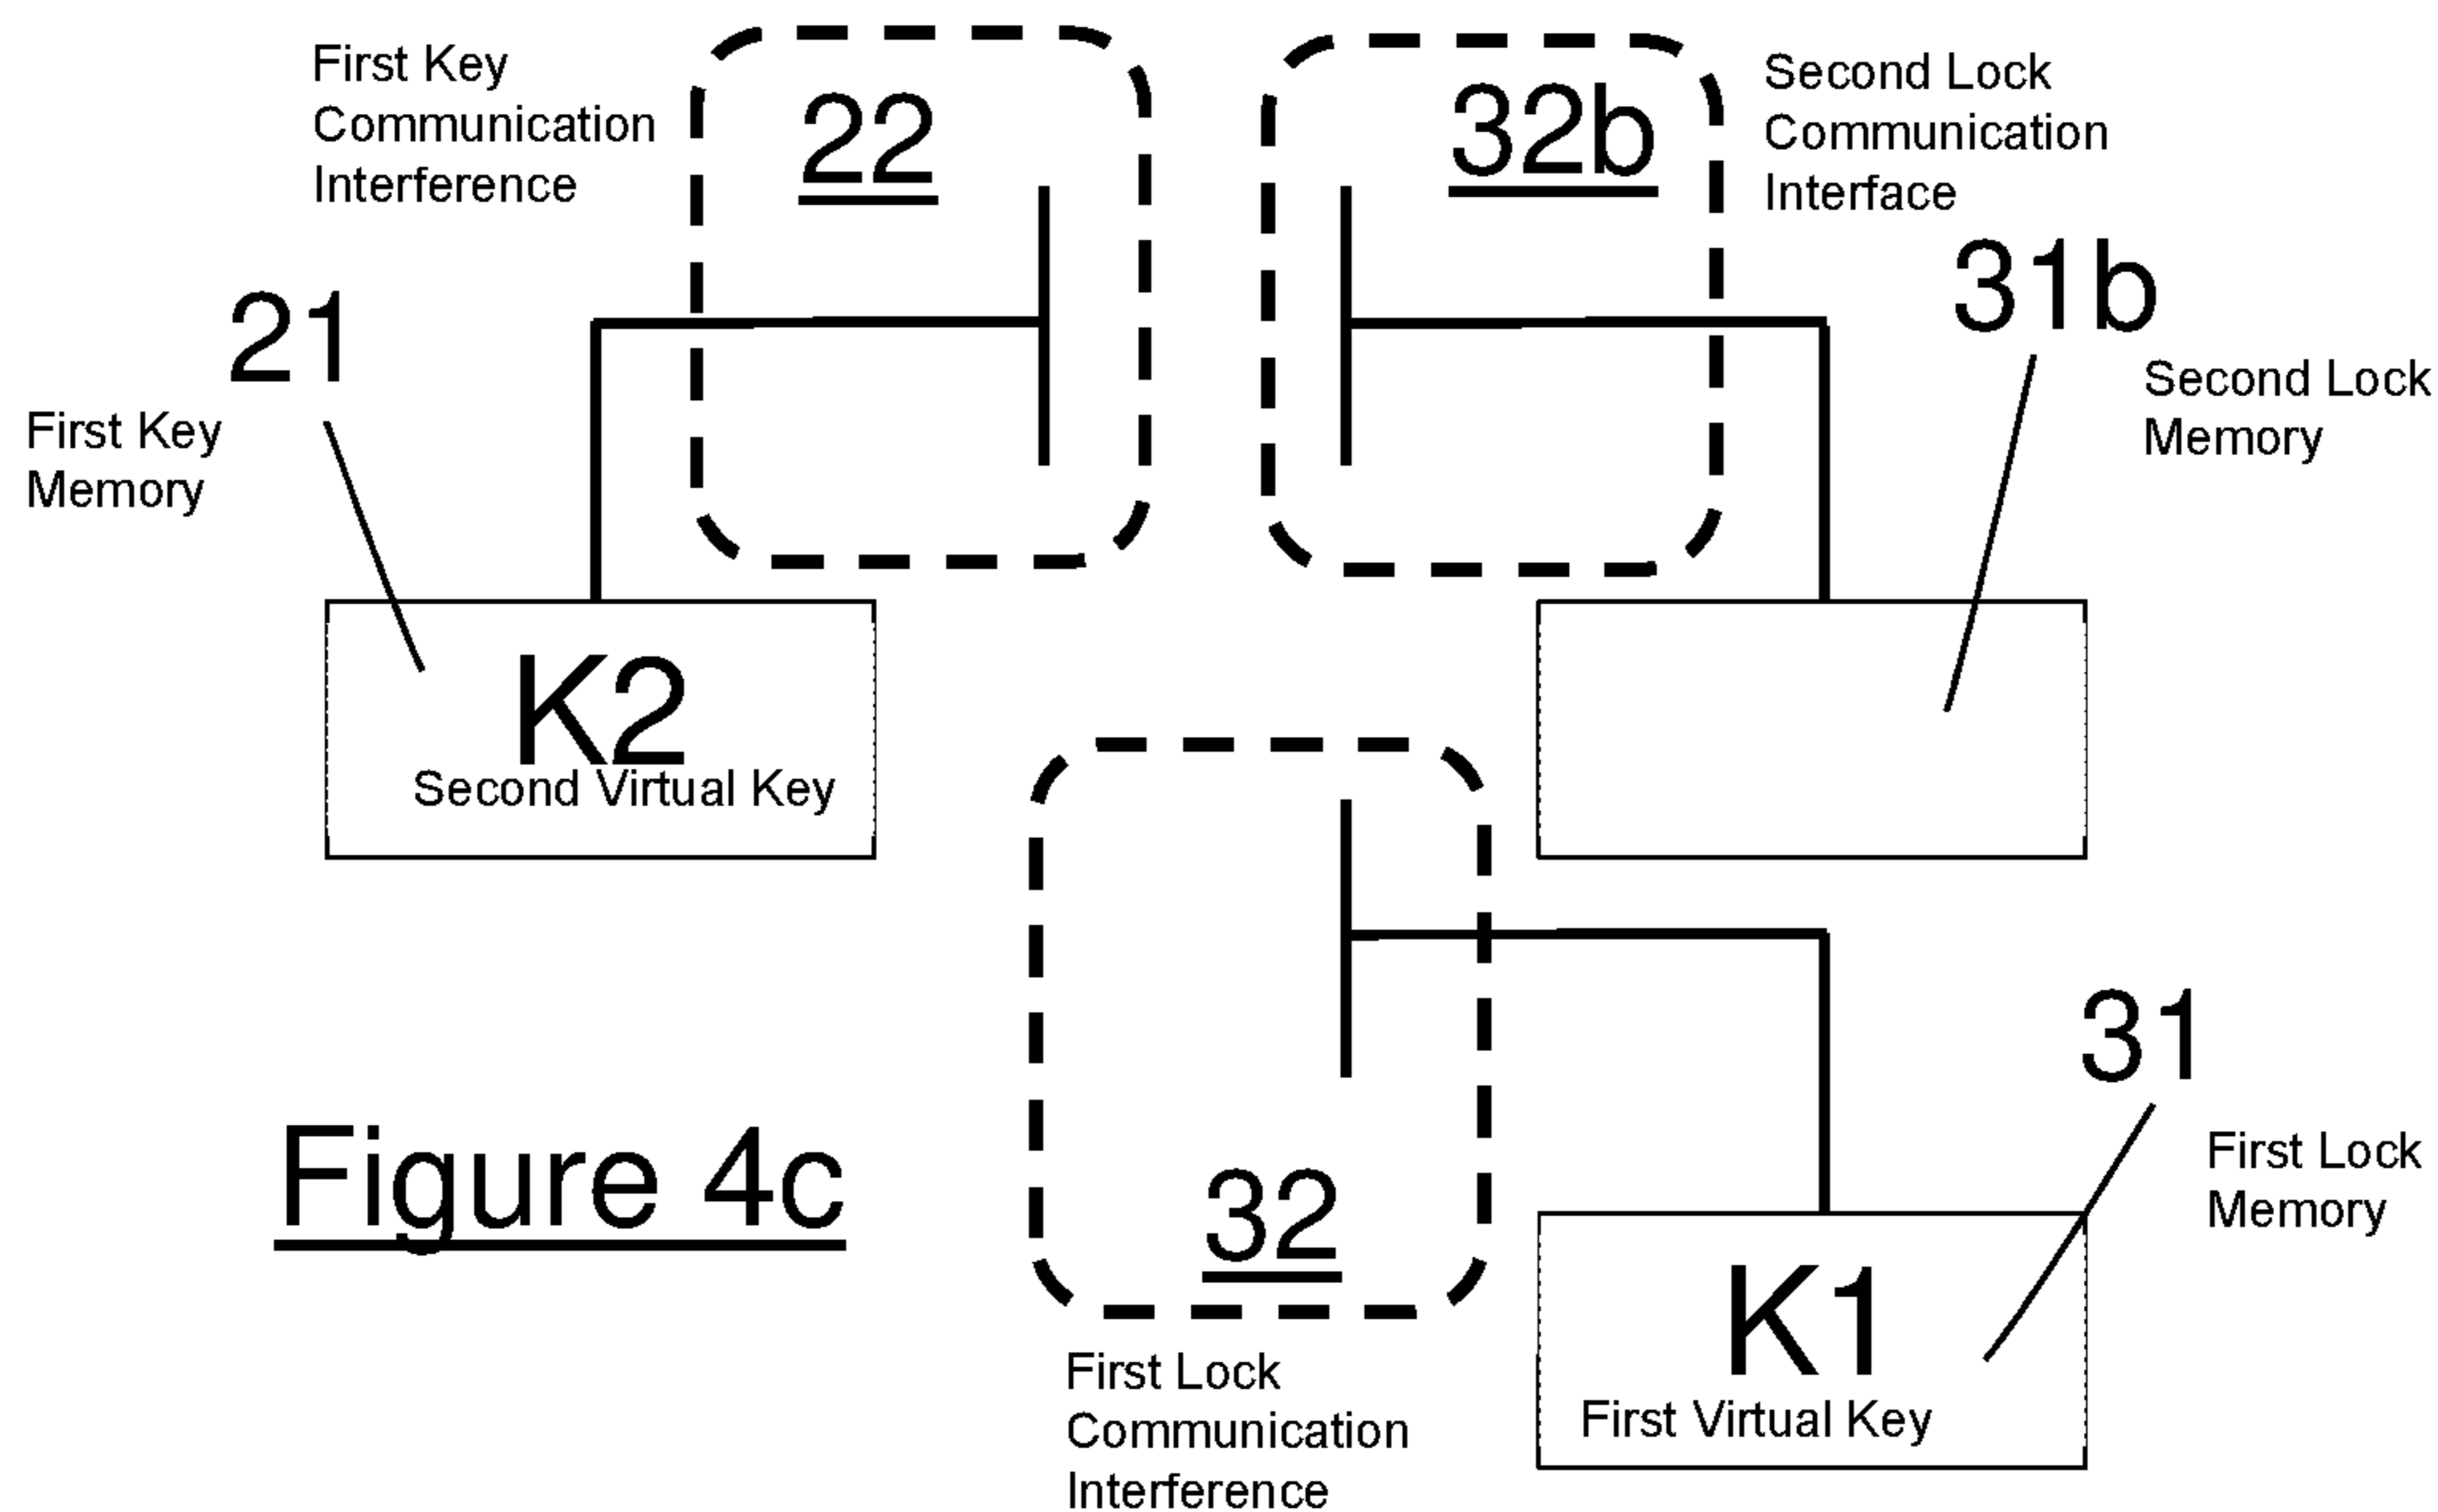 First Key
Communication
Interference
22
32b
Second Lock
Communication
Interface
21
First Key
Memory
31b
Second Lock
Memory
K2
Second Virtual Key
31
First Lock
Memory
Figure 4c
32
First Lock
Communication
Interference
K1
First Virtual Key